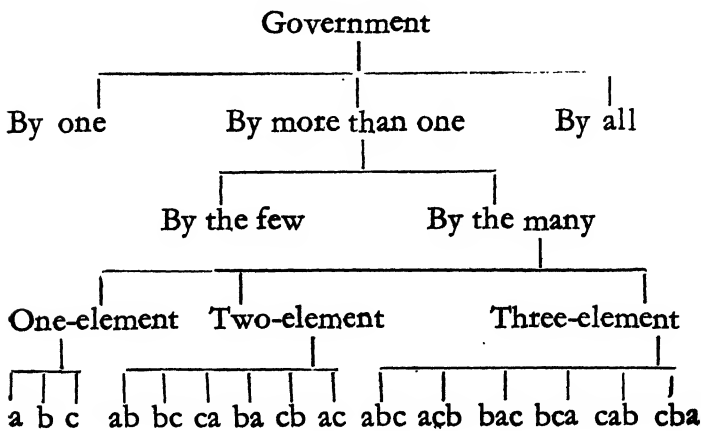 Government
By one By more than one By all
By the few By the many
One-element Two-element Three-element
a b c ab bc ca ba cb ac abc acb bac bca cab cba